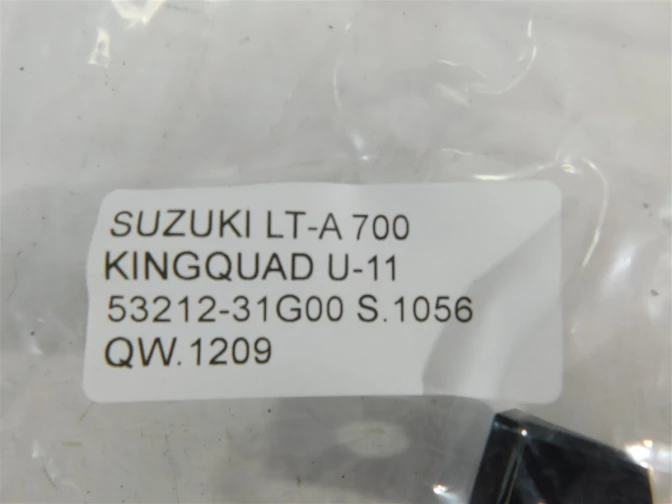 SUZUKI LT-A 700
KINGQUAD U-11
53212-31G00 S.1056
QW.1209